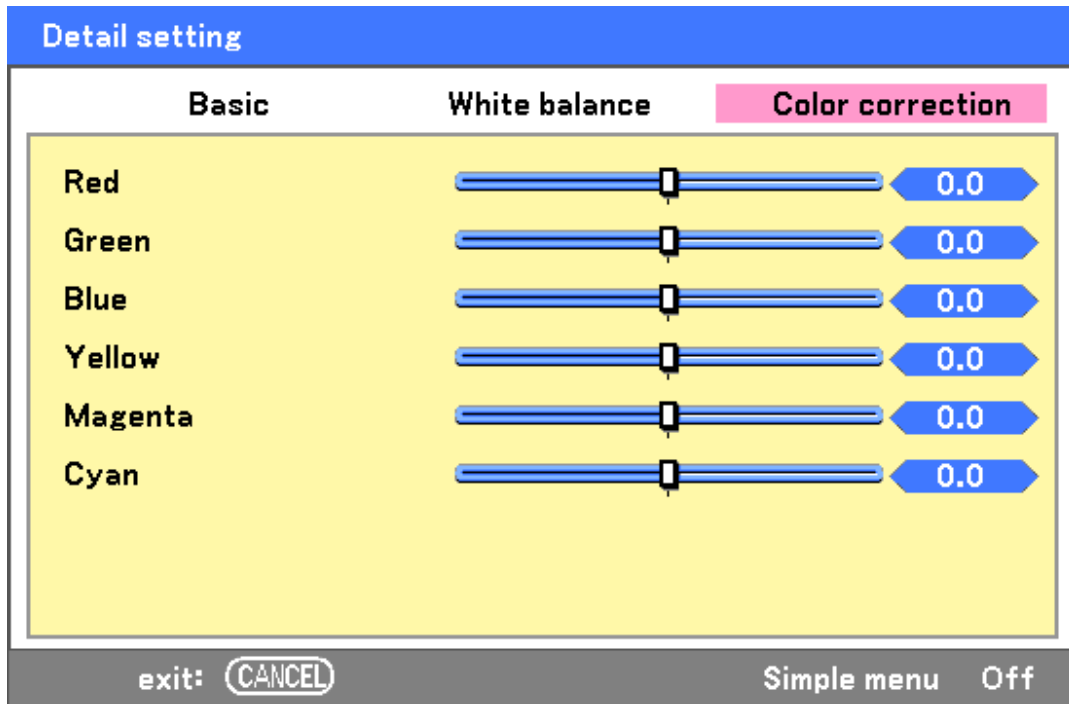 Detail setting
Basic White balance Color correction
Red 0.0
Green 0.0
Blue 0.0
Yellow 0.0
Magenta 0.0
Cyan 0.0
exit: CANCEL Simple menu Off